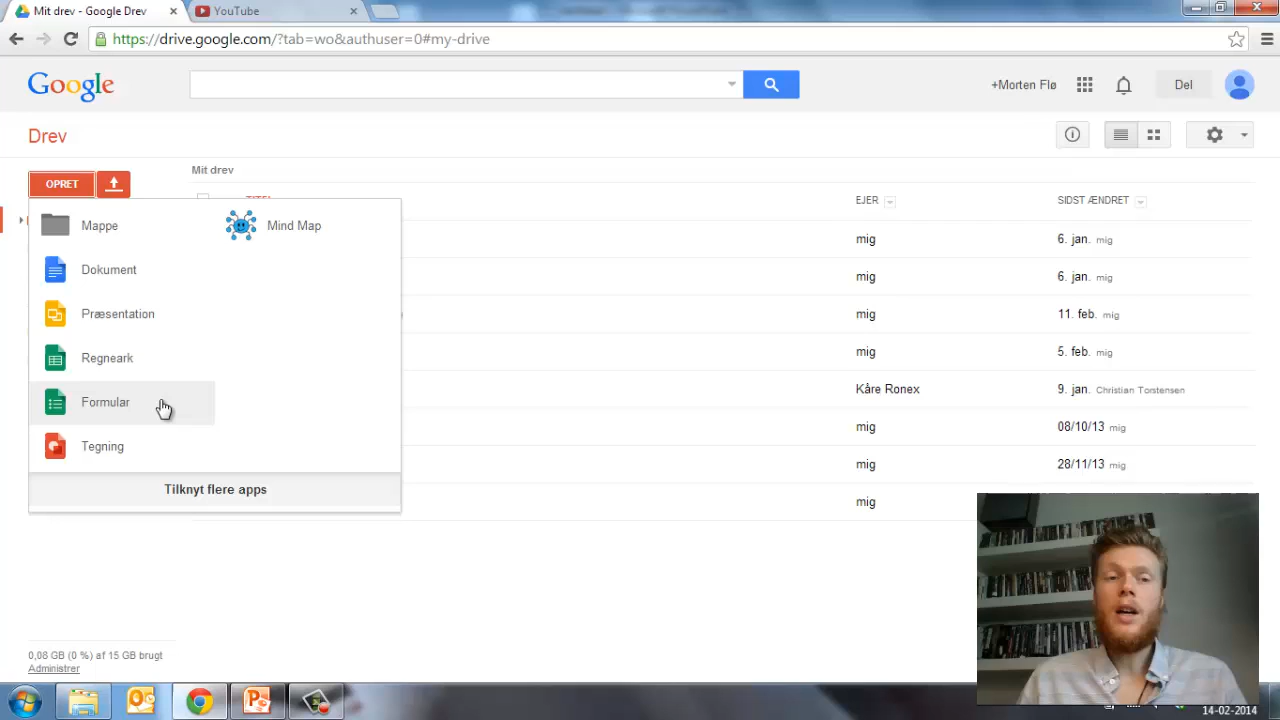 Mit drev - Google Drev
YouTube
https://drive.google.com/?tab=wo&authuser=0#my-drive
Google
+Morten Flø
Del
Drev
OPRET
Mit drev
TITEL
EJER
SIDST ÆNDRET
Mappe
Mind Map
Dokument
Præsentation
Regneark
Formular
Tegning
Tilknyt flere apps
mig 6. jan. mig
mig 6. jan. mig
mig 11. feb. mig
mig 5. feb. mig
Kåre Ronex 9. jan. Christian Torstensen
mig 08/10/13 mig
mig 28/11/13 mig
mig
0,08 GB (0 %) af 15 GB brugt
Administrer
14-02-2014